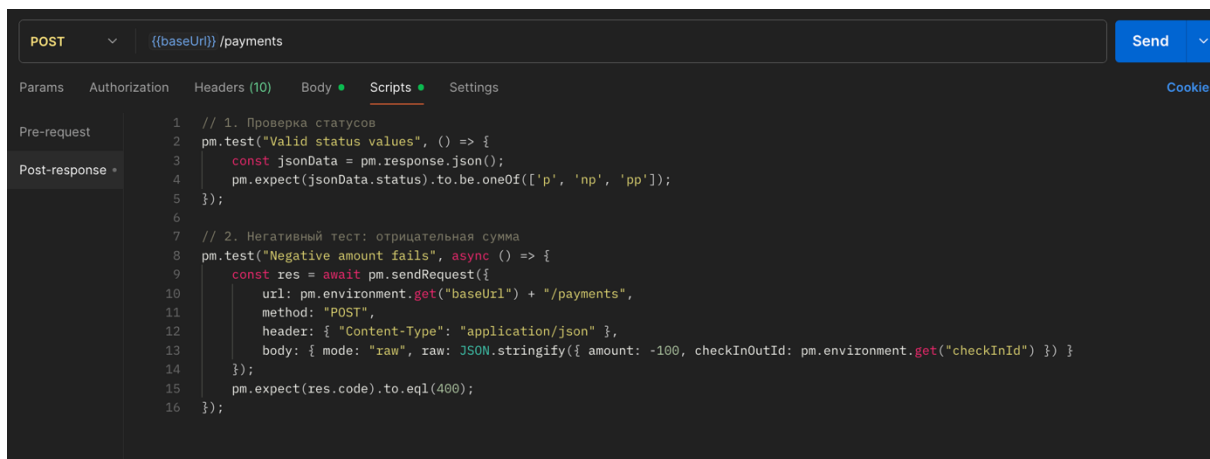 POST {{baseUrl}} /payments Send
Params Authorization Headers (10) Body Scripts Settings Cookie
Pre-request
Post-response
1 // 1. Проверка статусов
2 pm.test("Valid status values", () => {
3 const jsonData = pm.response.json();
4 pm.expect(jsonData.status).to.be.oneOf(['p', 'np', 'pp']);
5 });
6
7 // 2. Негативный тест: отрицательная сумма
8 pm.test("Negative amount fails", async () => {
9 const res = await pm.sendRequest({
10 url: pm.environment.get("baseUrl") + "/payments",
11 method: "POST",
12 header: { "Content-Type": "application/json" },
13 body: { mode: "raw", raw: JSON.stringify({ amount: -100, checkInOutId: pm.environment.get("checkInId") }) }
14 });
15 pm.expect(res.code).to.eql(400);
16 });